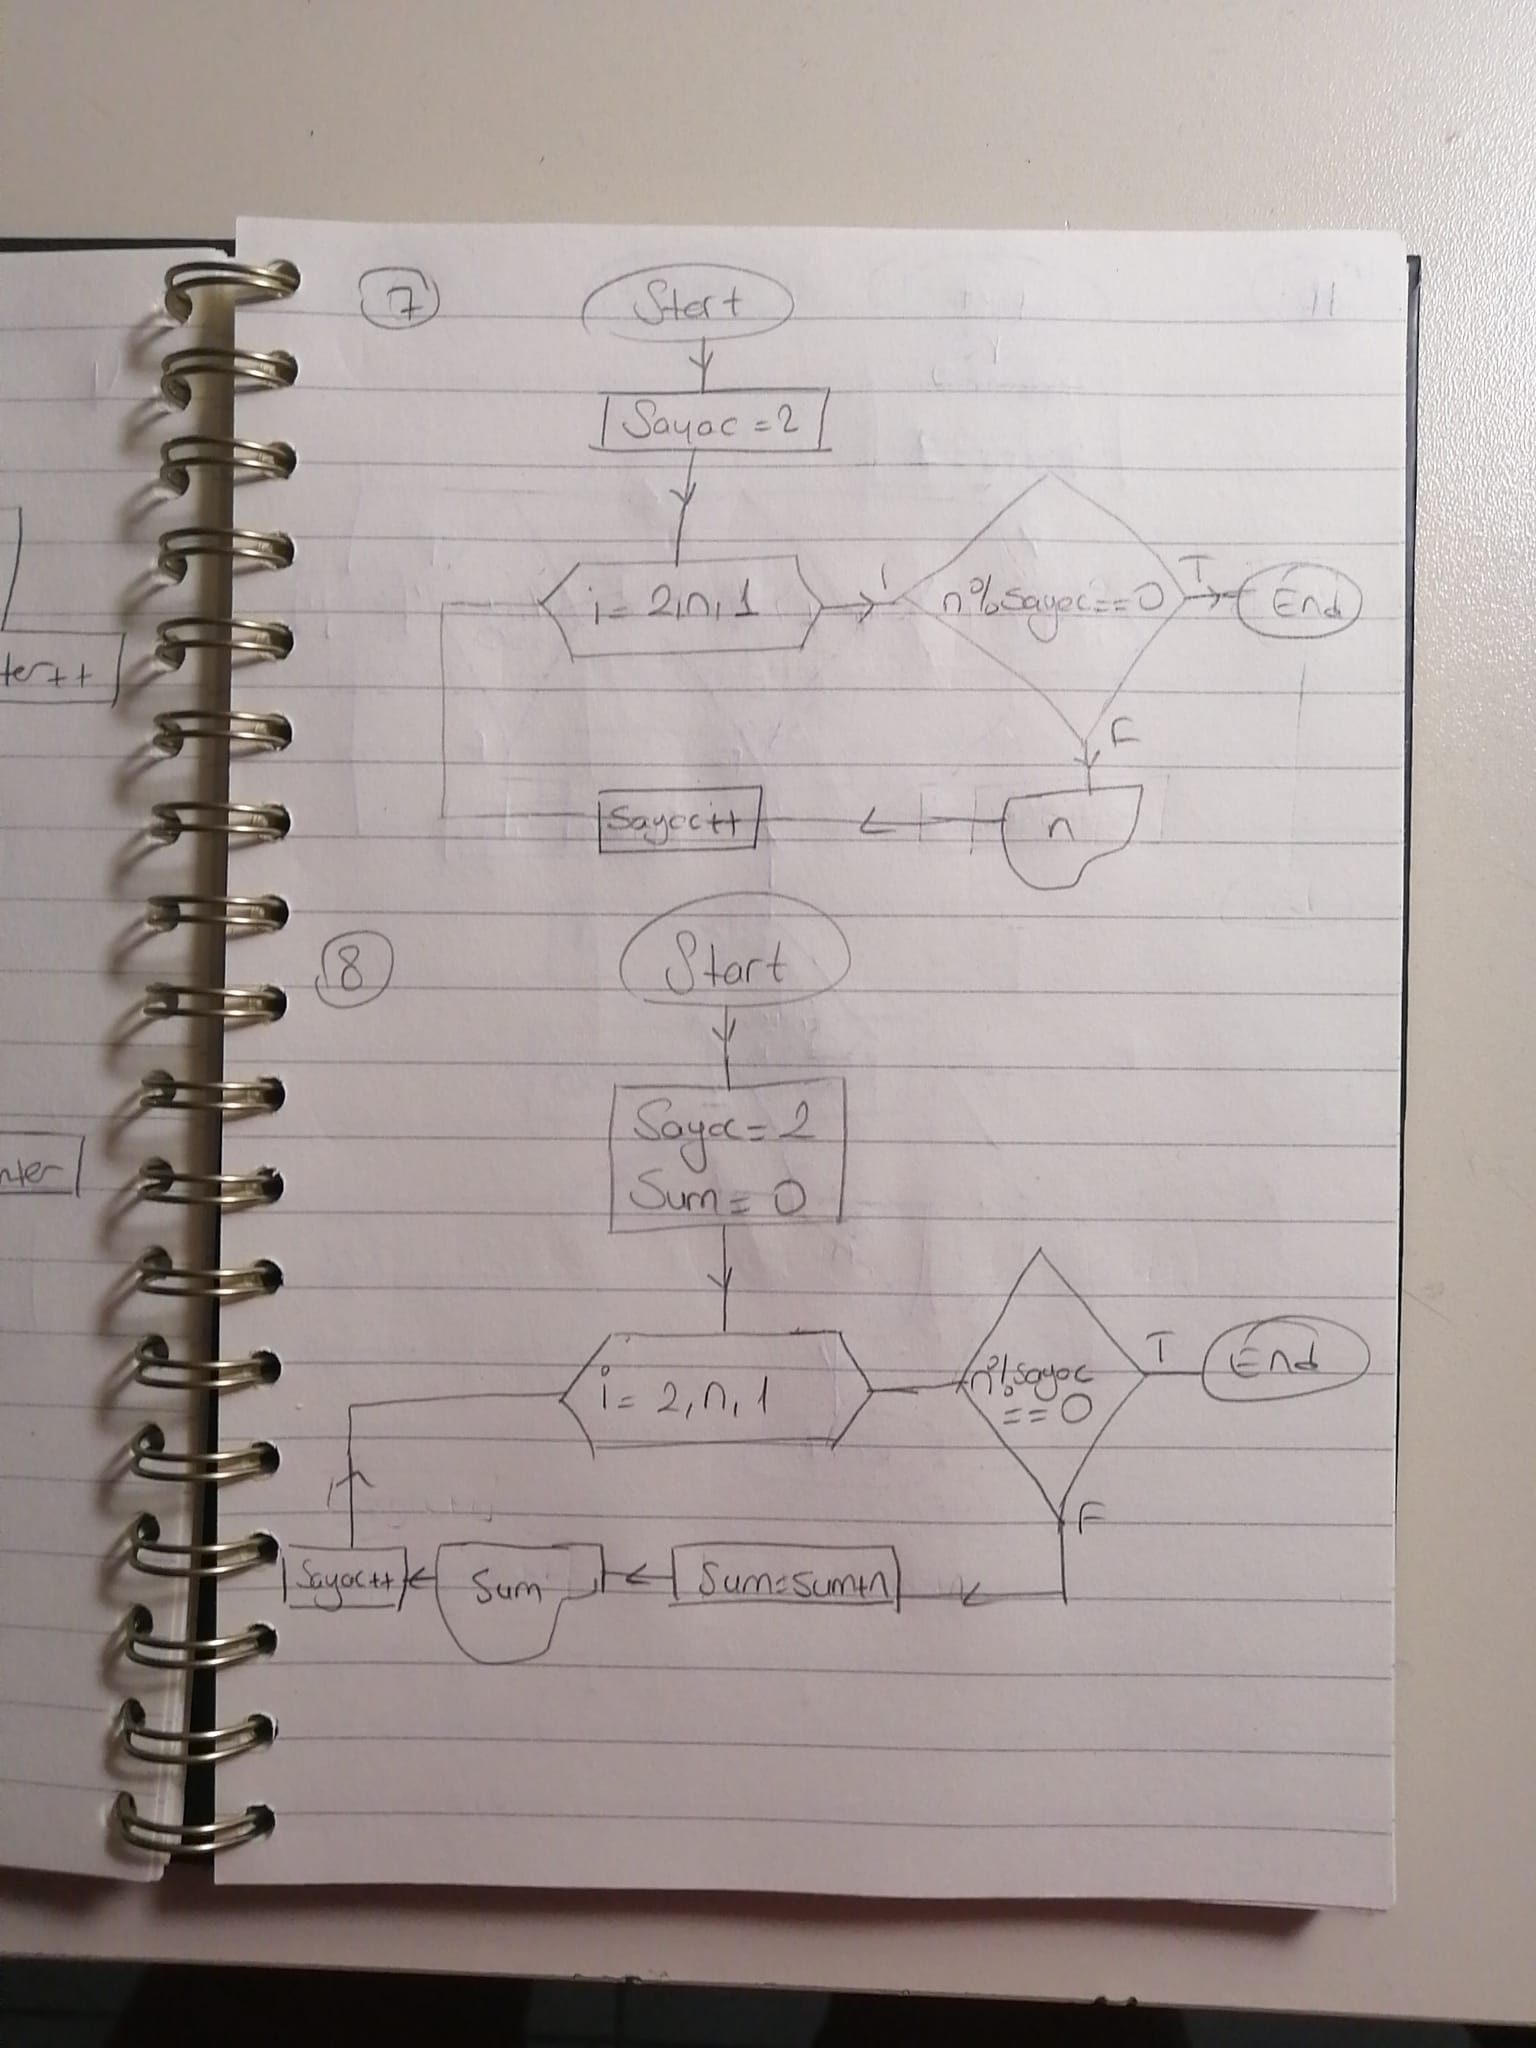 ter++
nter
7
Start
Sayac = 2
i = 2, n, 1
n%sayac==0
T
End
F
n
Sayac++
8
Start
Sayac = 2
Sum = 0
i = 2, n, 1
n%sayac
== 0
T
End
F
Sum=sum+n
Sum
Sayac++